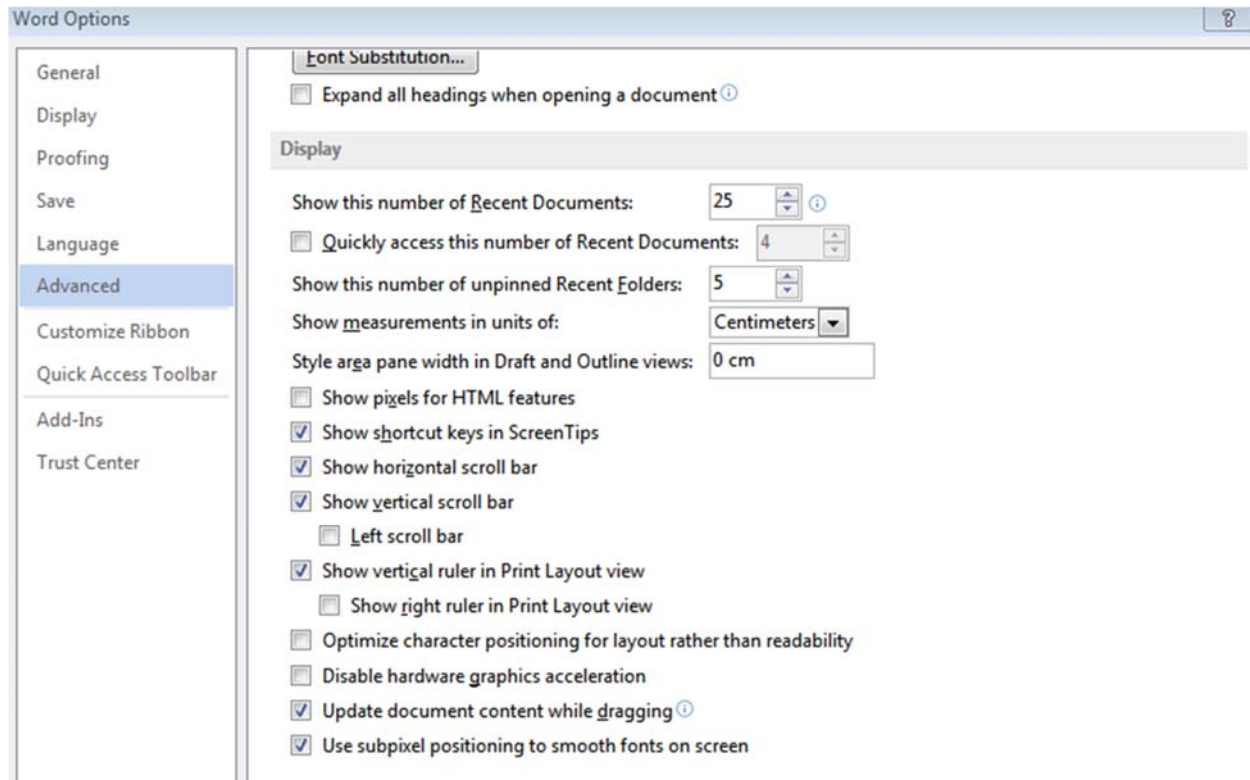 Word Options
?
General
Display
Proofing
Save
Language
Advanced
Customize Ribbon
Quick Access Toolbar
Add-Ins
Trust Center
Font Substitution...
Expand all headings when opening a document
Display
Show this number of Recent Documents: 25
Quickly access this number of Recent Documents: 4
Show this number of unpinned Recent Folders: 5
Show measurements in units of: Centimeters
Style area pane width in Draft and Outline views: 0 cm
Show pixels for HTML features
Show shortcut keys in ScreenTips
Show horizontal scroll bar
Show vertical scroll bar
Left scroll bar
Show vertical ruler in Print Layout view
Show right ruler in Print Layout view
Optimize character positioning for layout rather than readability
Disable hardware graphics acceleration
Update document content while dragging
Use subpixel positioning to smooth fonts on screen